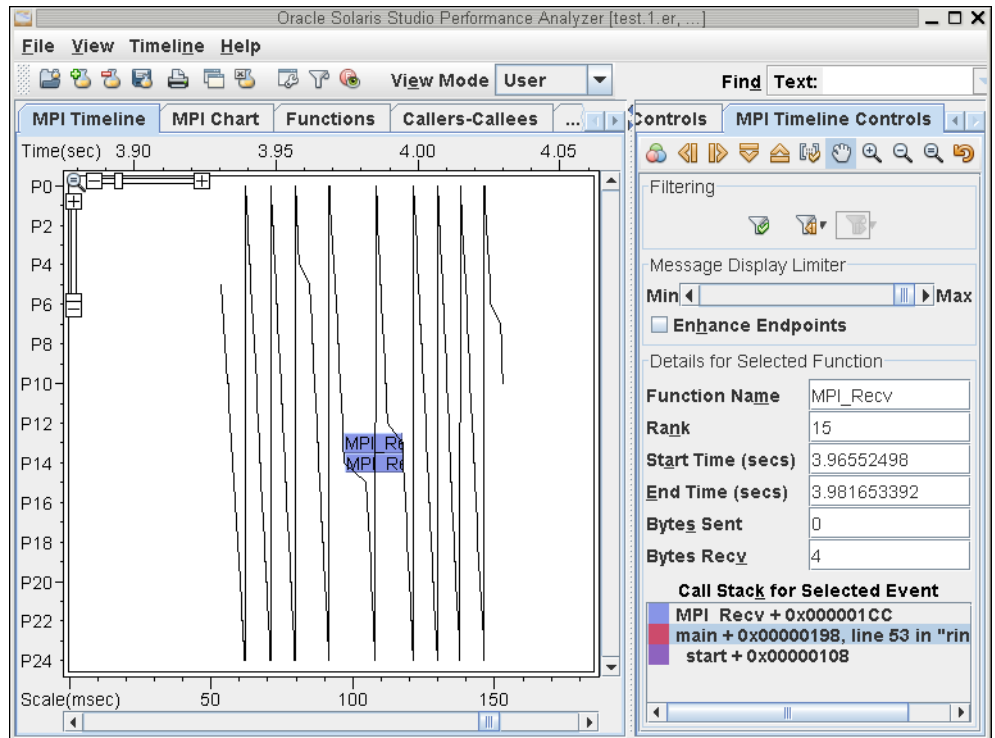 Oracle Solaris Studio Performance Analyzer [test.1.er, ...]
File View Timeline Help
View Mode User Find Text:
MPI Timeline MPI Chart Functions Callers-Callees ...
Controls MPI Timeline Controls
Time(sec) 3.90 3.95 4.00 4.05
P0
P2
P4
P6
P8
P10
P12
P14
P16
P18
P20
P22
P24
MPI_Re
MPI_Re
Scale(msec) 50 100 150
Filtering
Message Display Limiter
Min Max
Enhance Endpoints
Details for Selected Function
Function Name MPI_Recv
Rank 15
Start Time (secs) 3.96552498
End Time (secs) 3.981653392
Bytes Sent 0
Bytes Recv 4
Call Stack for Selected Event
MPI_Recv + 0x000001CC
main + 0x00000198, line 53 in "rin
_start + 0x00000108